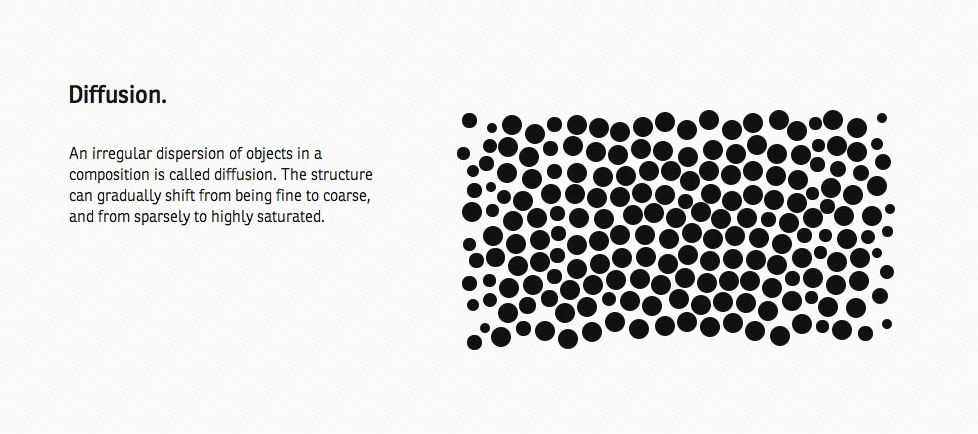 Diffusion.
An irregular dispersion of objects in a
composition is called diffusion. The structure
can gradually shift from being fine to coarse,
and from sparsely to highly saturated.